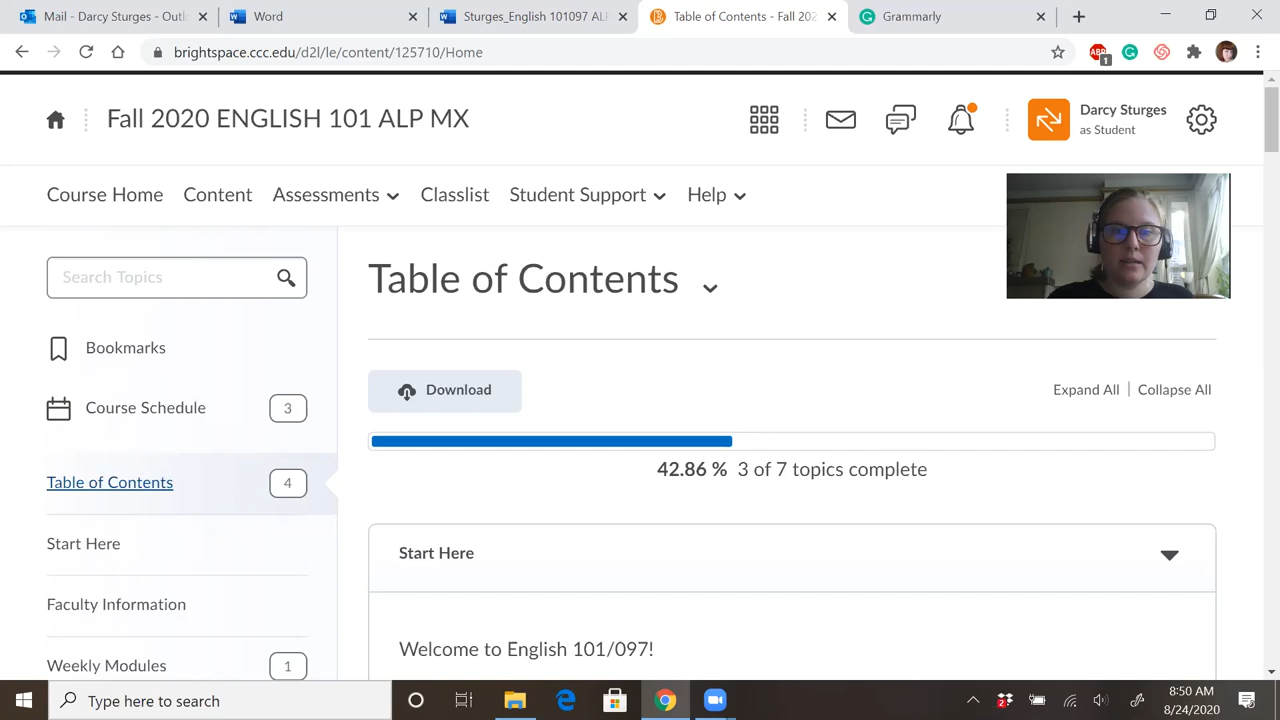 Mail - Darcy Sturges - Outl
Word
Sturges_English 101097 ALP
Table of Contents - Fall 202
Grammarly
brightspace.ccc.edu/d2l/le/content/125710/Home
ABP
1
Fall 2020 ENGLISH 101 ALP MX
Darcy Sturges
as Student
Course Home
Content
Assessments
Classlist
Student Support
Help
Search Topics
Table of Contents
Bookmarks
Download
Expand All
Collapse All
Course Schedule
3
42.86 % 3 of 7 topics complete
Table of Contents
4
Start Here
Start Here
Faculty Information
Welcome to English 101/097!
Weekly Modules
1
Type here to search
2
8:50 AM
8/24/2020